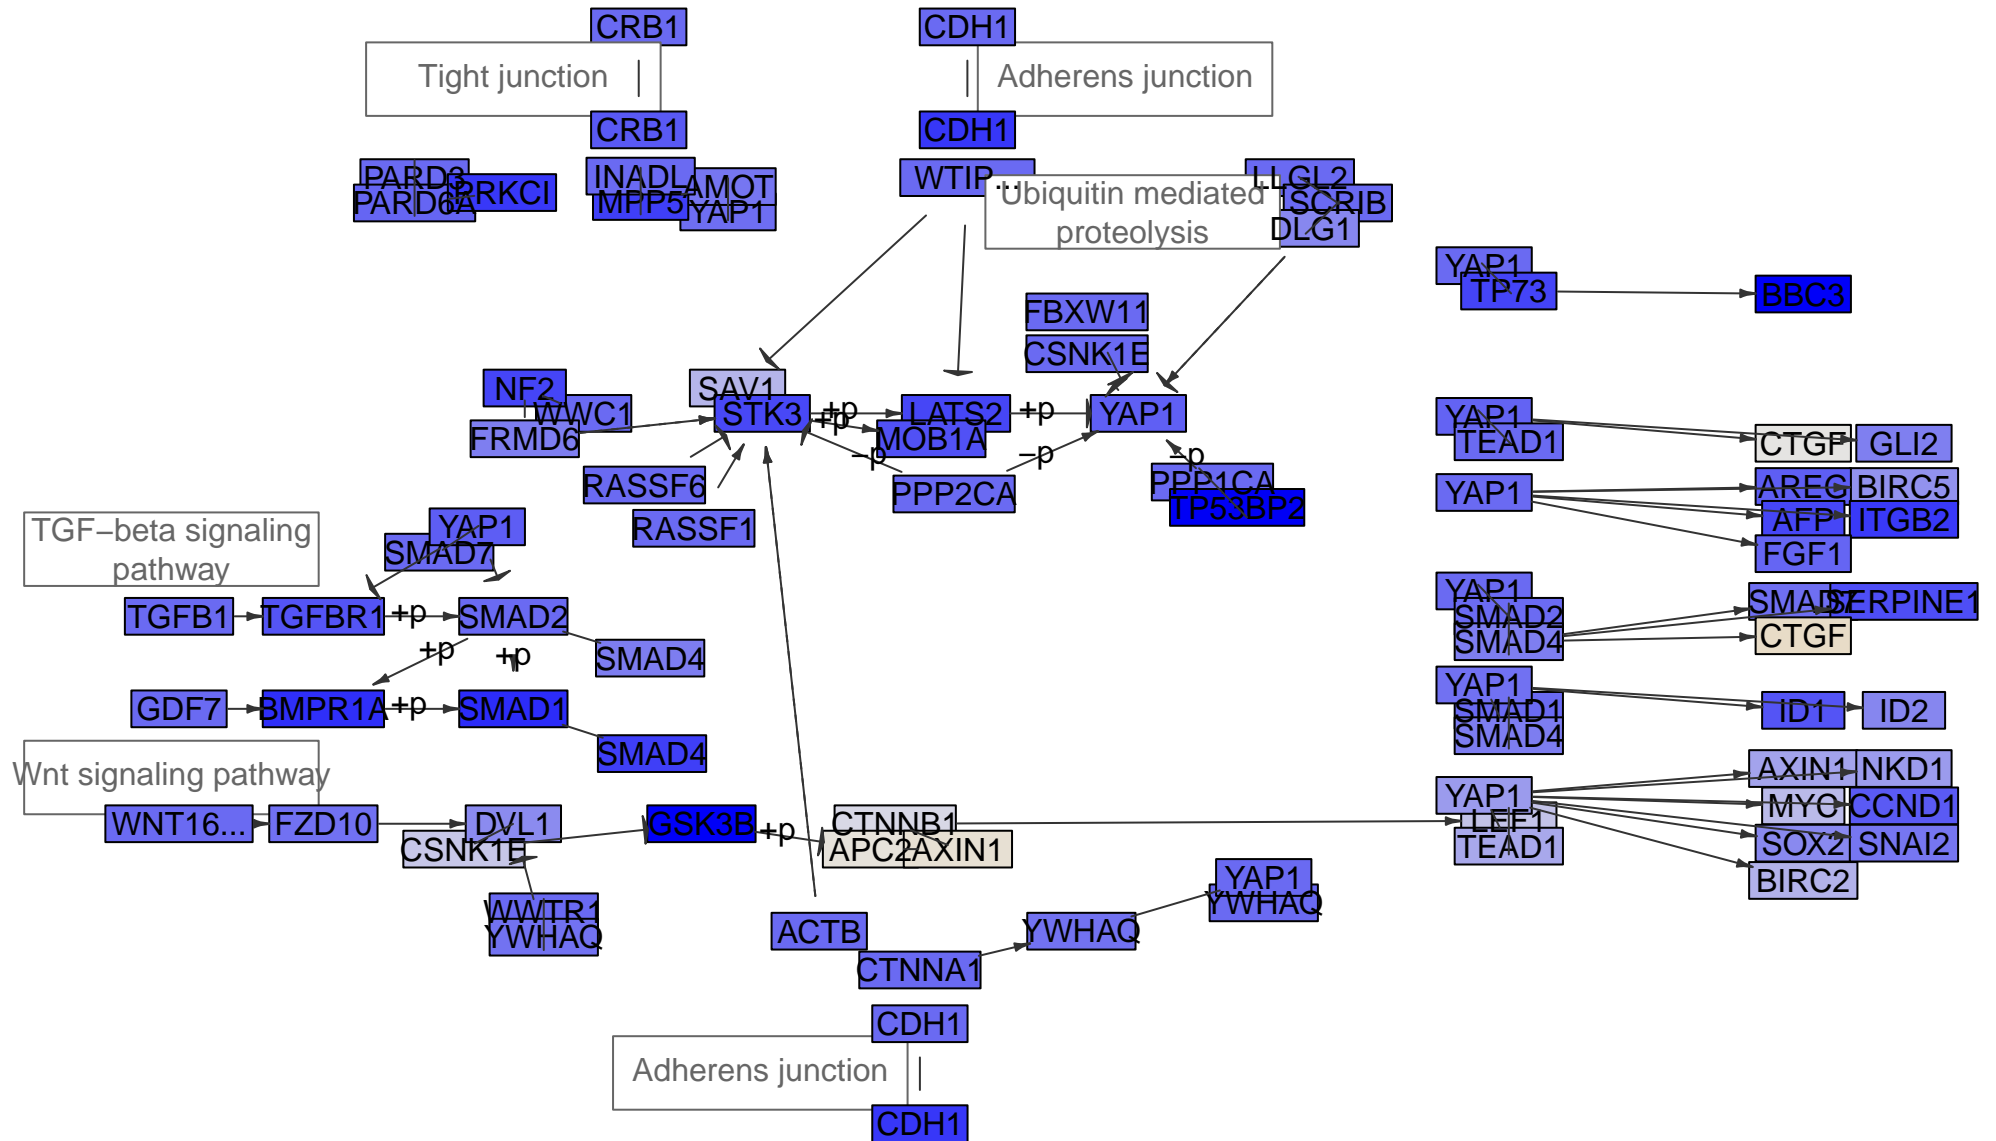 CRB1
CDH1
Tight junction
Adherens junction
CRB1
CDH1
PARD3
PRKCI
PARD6A
INADL
AMOT
MPP5
YAP1
WTIP...
LLGL2
Ubiquitin mediated
proteolysis
SCRIB
DLG1
YAP1
TP73
BBC3
FBXW11
CSNK1E
NF2
WWC1
FRMD6
SAV1
STK3
+p
+p
LATS2
MOB1A
+p
YAP1
−p
−p
−p
RASSF6
RASSF1
PPP2CA
PPP1CA
TP53BP2
YAP1
TEAD1
CTGF
GLI2
YAP1
AREG
BIRC5
AFP
ITGB2
FGF1
TGF−beta signaling
pathway
YAP1
SMAD7
TGFB1
TGFBR1
+p
SMAD2
+p
+p
SMAD4
YAP1
SMAD2
SMAD4
SMAD7
SERPINE1
CTGF
GDF7
BMPR1A
+p
SMAD1
SMAD4
YAP1
SMAD1
SMAD4
ID1
ID2
Wnt signaling pathway
WNT16...
FZD10
DVL1
CSNK1E
GSK3B
+p
CTNNB1
APC2
AXIN1
YAP1
LEF1
TEAD1
AXIN1
NKD1
MYC
CCND1
SOX2
SNAI2
BIRC2
WWTR1
YWHAQ
ACTB
CTNNA1
YWHAQ
YAP1
YWHAQ
CDH1
Adherens junction
CDH1